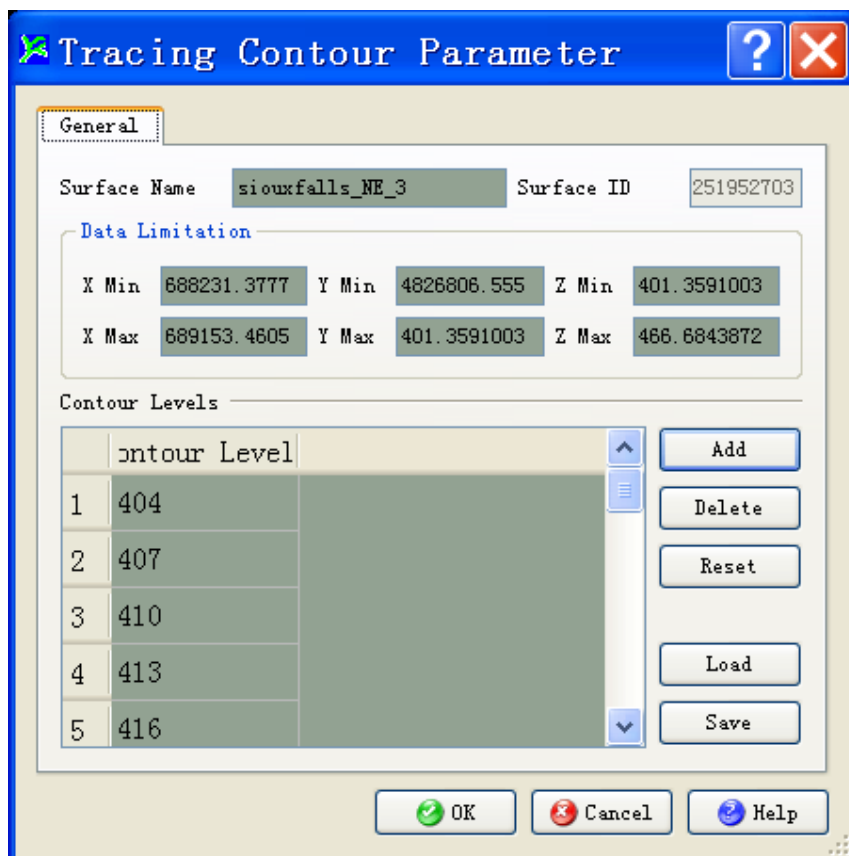 Tracing Contour Parameter
General
Surface Name siouxfalls_NE_3 Surface ID 251952703
Data Limitation
X Min 688231.3777 Y Min 4826806.555 Z Min 401.3591003
X Max 689153.4605 Y Max 401.3591003 Z Max 466.6843872
Contour Levels
ontour Level
Add
1 404
Delete
2 407
Reset
3 410
4 413
Load
5 416
Save
OK Cancel Help